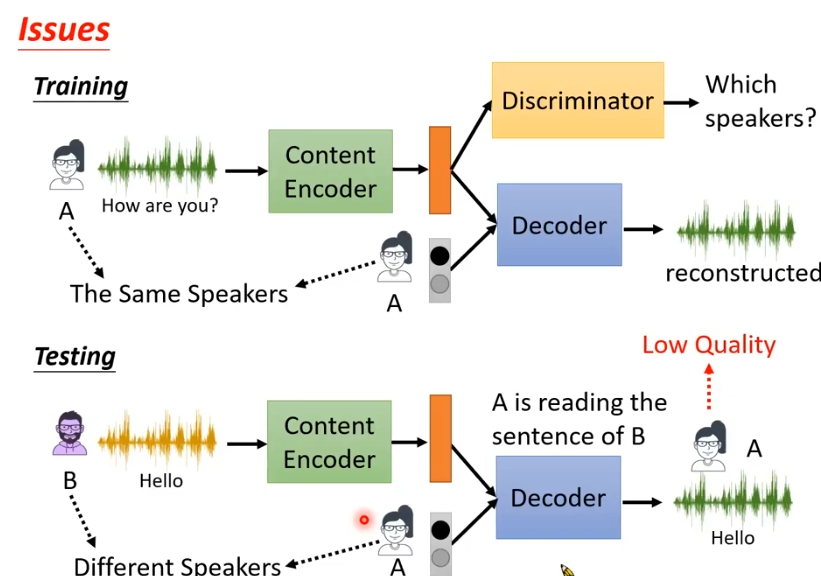 Issues
Training
Discriminator
Which
speakers?
Content
Encoder
A
How are you?
Decoder
reconstructed
The Same Speakers
A
Testing
Low Quality
A is reading the
sentence of B
Content
Encoder
A
B
Hello
Decoder
Hello
Different Speakers
A